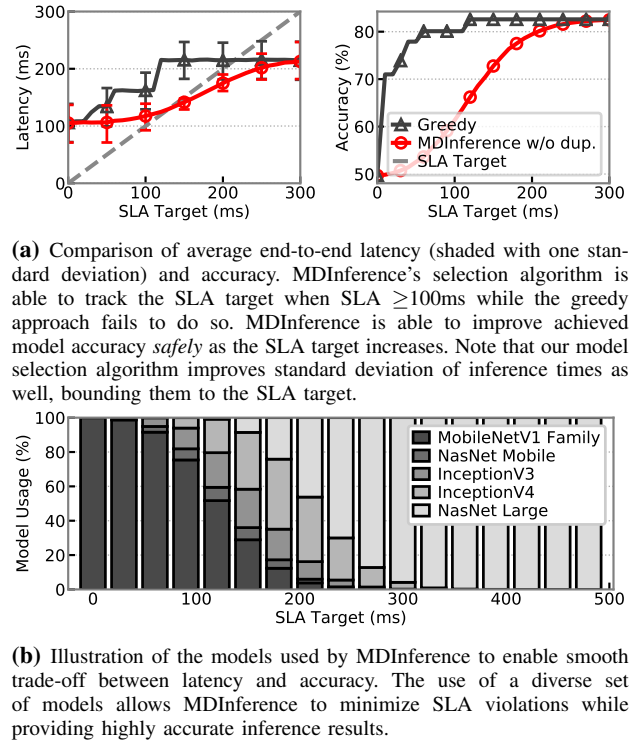 300
200
100
0
Latency (ms)
0 100 200 300
SLA Target (ms)
80
70
60
50
Accuracy (%)
Greedy
MDInference w/o dup.
SLA Target
0 100 200 300
SLA Target (ms)
(a) Comparison of average end-to-end latency (shaded with one stan-
dard deviation) and accuracy. MDInference's selection algorithm is
able to track the SLA target when SLA ≥100ms while the greedy
approach fails to do so. MDInference is able to improve achieved
model accuracy safely as the SLA target increases. Note that our model
selection algorithm improves standard deviation of inference times as
well, bounding them to the SLA target.
100
80
60
40
20
0
Model Usage (%)
MobileNetV1 Family
NasNet Mobile
InceptionV3
InceptionV4
NasNet Large
0 100 200 300 400 500
SLA Target (ms)
(b) Illustration of the models used by MDInference to enable smooth
trade-off between latency and accuracy. The use of a diverse set
of models allows MDInference to minimize SLA violations while
providing highly accurate inference results.